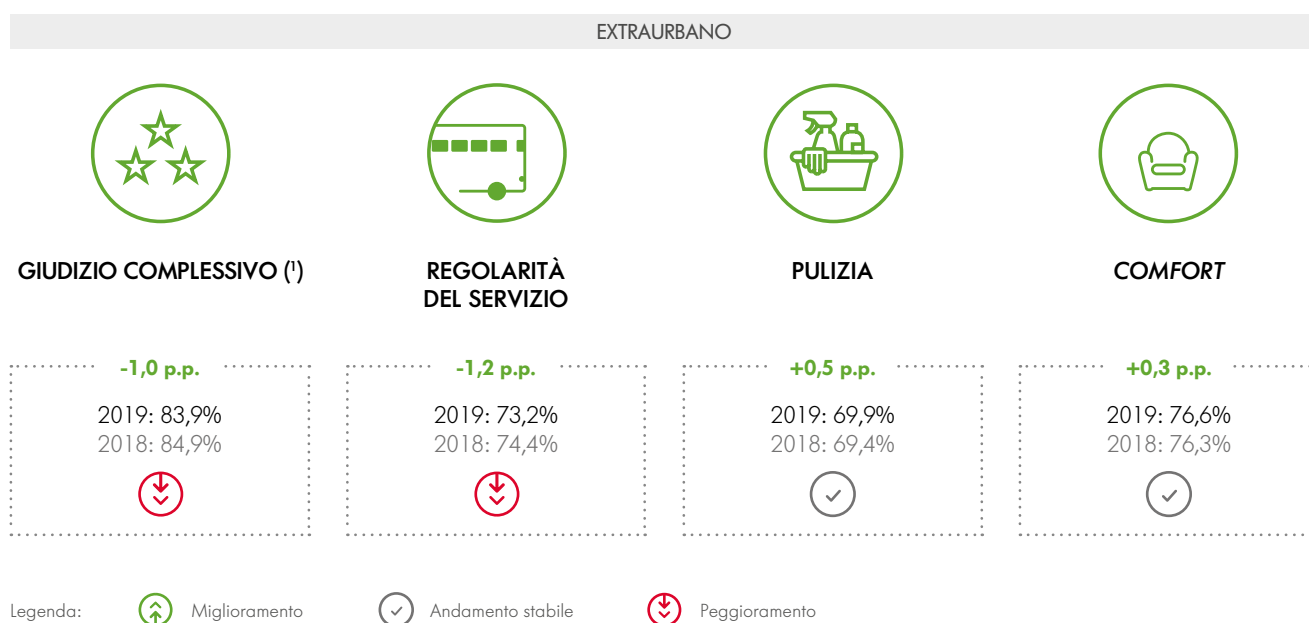 EXTRAURBANO
GIUDIZIO COMPLESSIVO (¹)
REGOLARITÀ
DEL SERVIZIO
PULIZIA
COMFORT
-1,0 p.p.
2019: 83,9%
2018: 84,9%
-1,2 p.p.
2019: 73,2%
2018: 74,4%
+0,5 p.p.
2019: 69,9%
2018: 69,4%
+0,3 p.p.
2019: 76,6%
2018: 76,3%
Legenda: Miglioramento Andamento stabile Peggioramento